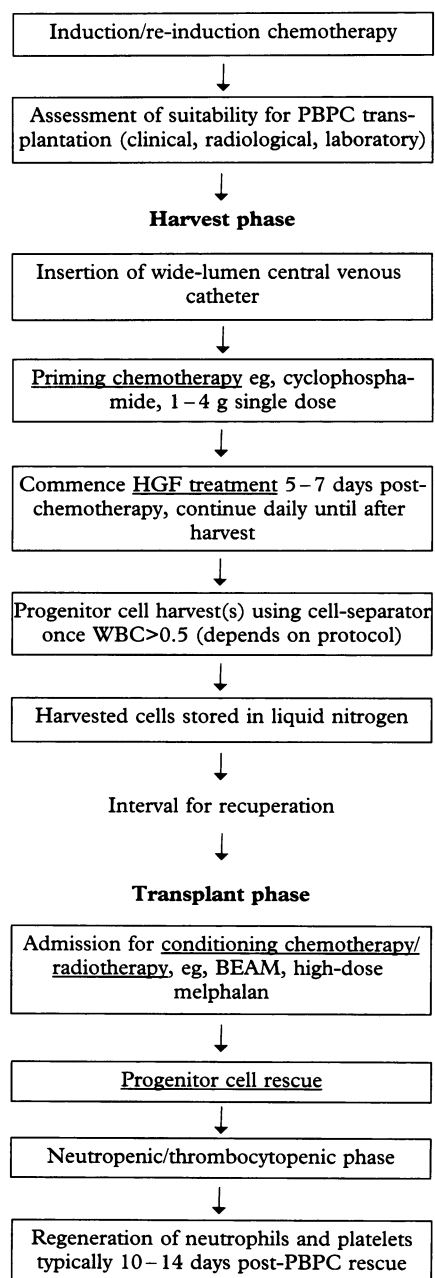 Induction/re-induction chemotherapy
Assessment of suitability for PBPC trans-
plantation (clinical, radiological, laboratory)
Harvest phase
Insertion of wide-lumen central venous
catheter
Priming chemotherapy eg, cyclophospha-
mide, 1–4 g single dose
Commence HGF treatment 5–7 days post-
chemotherapy, continue daily until after
harvest
Progenitor cell harvest(s) using cell-separator
once WBC>0.5 (depends on protocol)
Harvested cells stored in liquid nitrogen
Interval for recuperation
Transplant phase
Admission for conditioning chemotherapy/
radiotherapy, eg, BEAM, high-dose
melphalan
Progenitor cell rescue
Neutropenic/thrombocytopenic phase
Regeneration of neutrophils and platelets
typically 10–14 days post-PBPC rescue